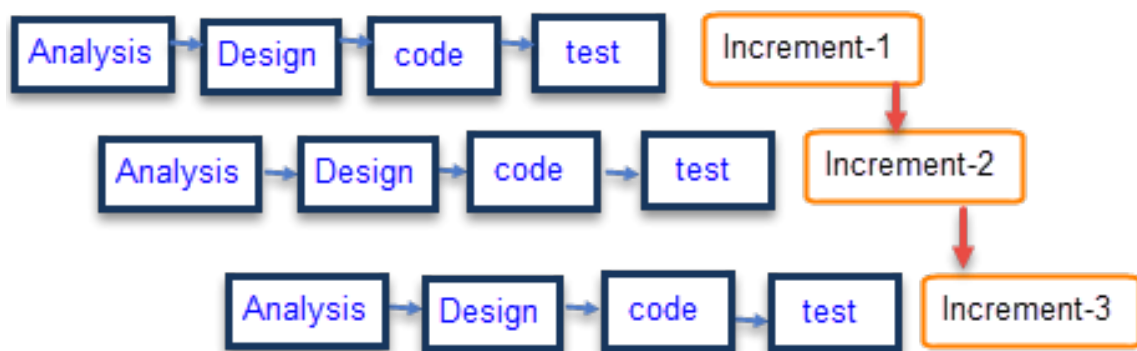 Analysis Design code test Increment-1
Analysis Design code test Increment-2
Analysis Design code test Increment-3